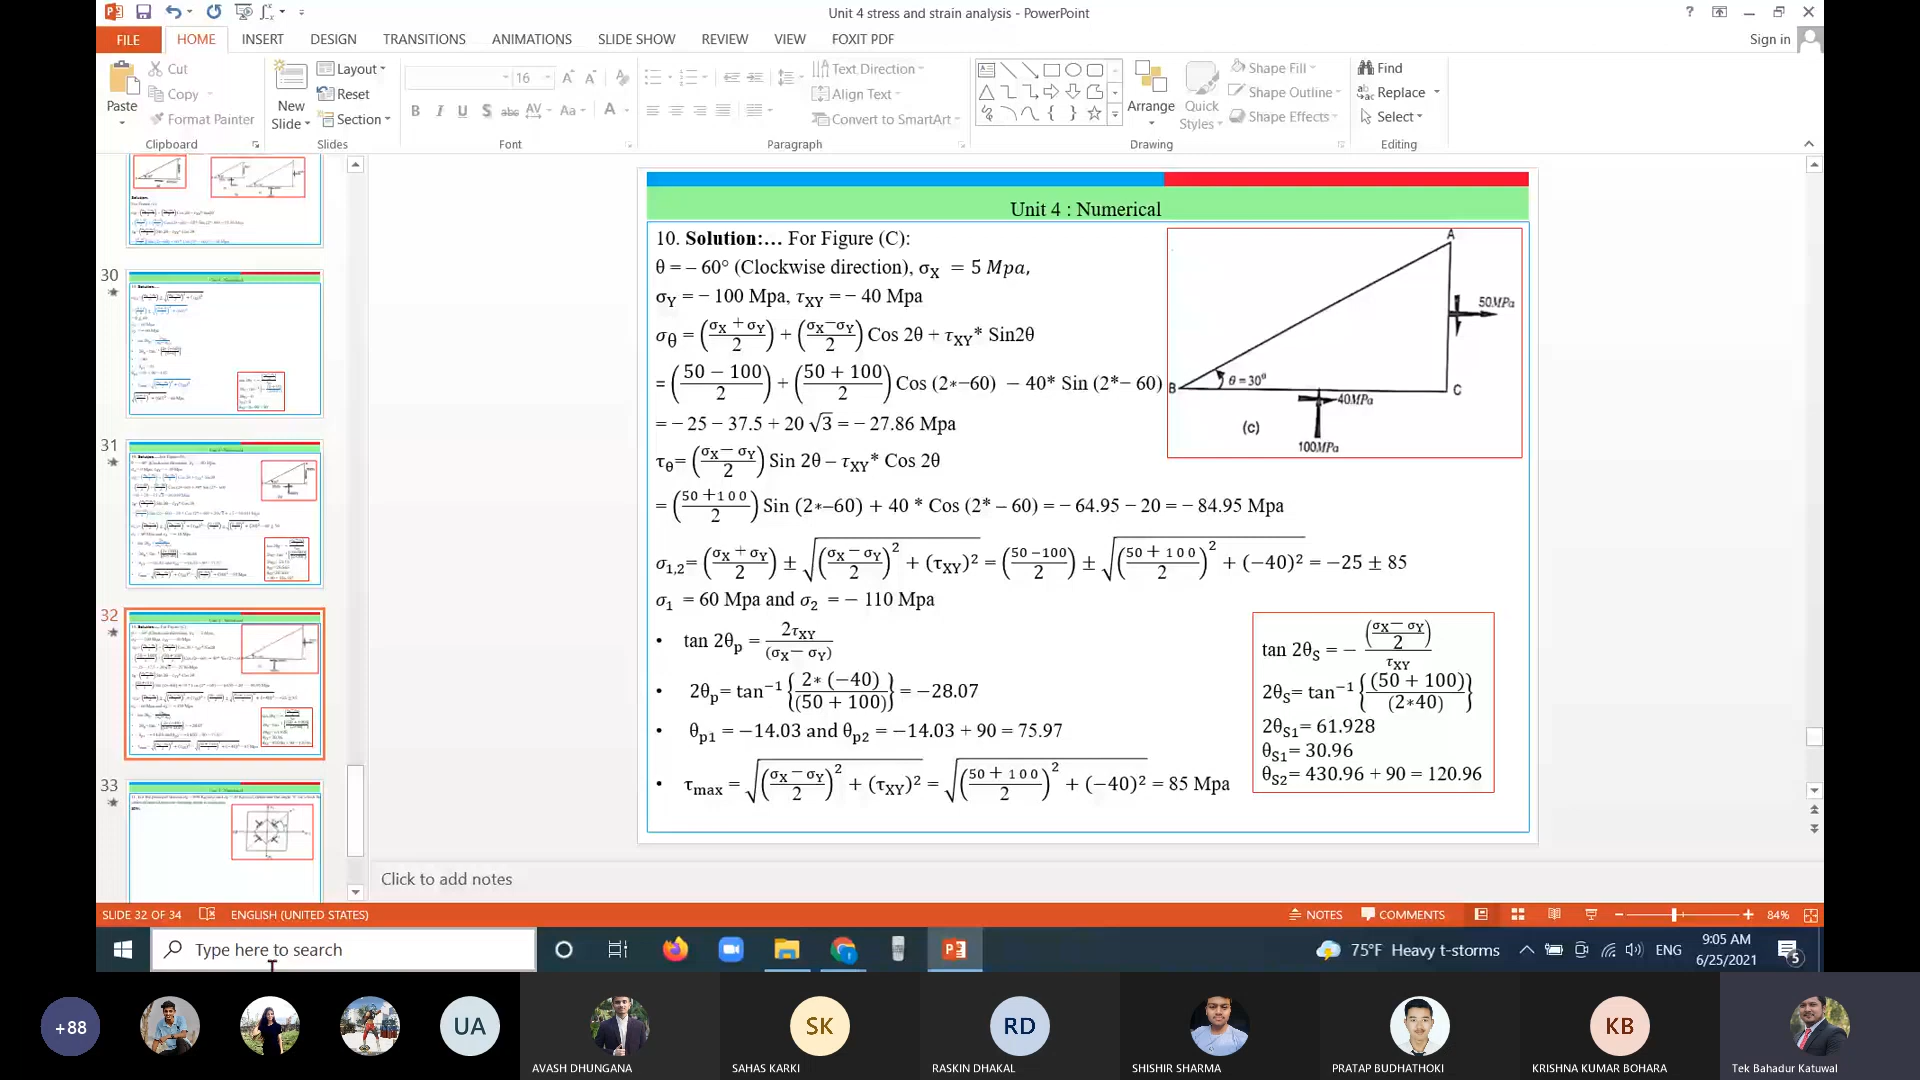 Unit 4 stress and strain analysis - PowerPoint
FILE HOME INSERT DESIGN TRANSITIONS ANIMATIONS SLIDE SHOW REVIEW VIEW FOXIT PDF
Sign in
Paste
Cut
Copy
Format Painter
Clipboard
New Slide
Layout
Reset
Section
Slides
16
Font
Text Direction
Align Text
Convert to SmartArt
Paragraph
Arrange
Quick Styles
Shape Fill
Shape Outline
Shape Effects
Drawing
Find
Replace
Select
Editing
30
31
32
33
Unit 4 : Numerical
10. Solution:… For Figure (C):
θ = – 60° (Clockwise direction), σX = 5 Mpa,
σY = − 100 Mpa, τXY = − 40 Mpa
σθ = ((σX + σY)/2) + ((σX−σY)/2) Cos 2θ + τXY* Sin2θ
= ((50 − 100)/2) + ((50 + 100)/2) Cos (2∗−60) − 40* Sin (2*− 60)
= − 25 − 37.5 + 20 √3 = − 27.86 Mpa
τθ= ((σX− σY)/2) Sin 2θ – τXY* Cos 2θ
= ((50 +100)/2) Sin (2∗−60) + 40 * Cos (2* – 60) = − 64.95 − 20 = − 84.95 Mpa
σ1,2= ((σX + σY)/2) ± √(((σX − σY)/2)² + (τXY)²) = ((50 −100)/2) ± √(((50 + 100)/2)² + (−40)²) = −25 ± 85
σ1 = 60 Mpa and σ2 = − 110 Mpa
• tan 2θp = 2τXY/(σX− σY)
• 2θp= tan−1 {2∗ (−40)/(50 + 100)} = −28.07
• θp1 = −14.03 and θp2 = −14.03 + 90 = 75.97
• τmax = √(((σX − σY)/2)² + (τXY)²) = √(((50 + 100)/2)² + (−40)²) = 85 Mpa
A
50MPa
B
θ = 30°
C
40MPa
(c)
100MPa
tan 2θS = − ((σX− σY)/2)/τXY
2θS= tan−1 {(50 + 100)/(2*40)}
2θS1= 61.928
θS1= 30.96
θS2= 430.96 + 90 = 120.96
Click to add notes
SLIDE 32 OF 34 ENGLISH (UNITED STATES) NOTES COMMENTS 84%
Type here to search
75°F Heavy t-storms ENG 9:05 AM
6/25/2021
5
+88 UA SK RD KB
AVASH DHUNGANA SAHAS KARKI RASKIN DHAKAL SHISHIR SHARMA PRATAP BUDHATHOKI KRISHNA KUMAR BOHARA Tek Bahadur Katuwal